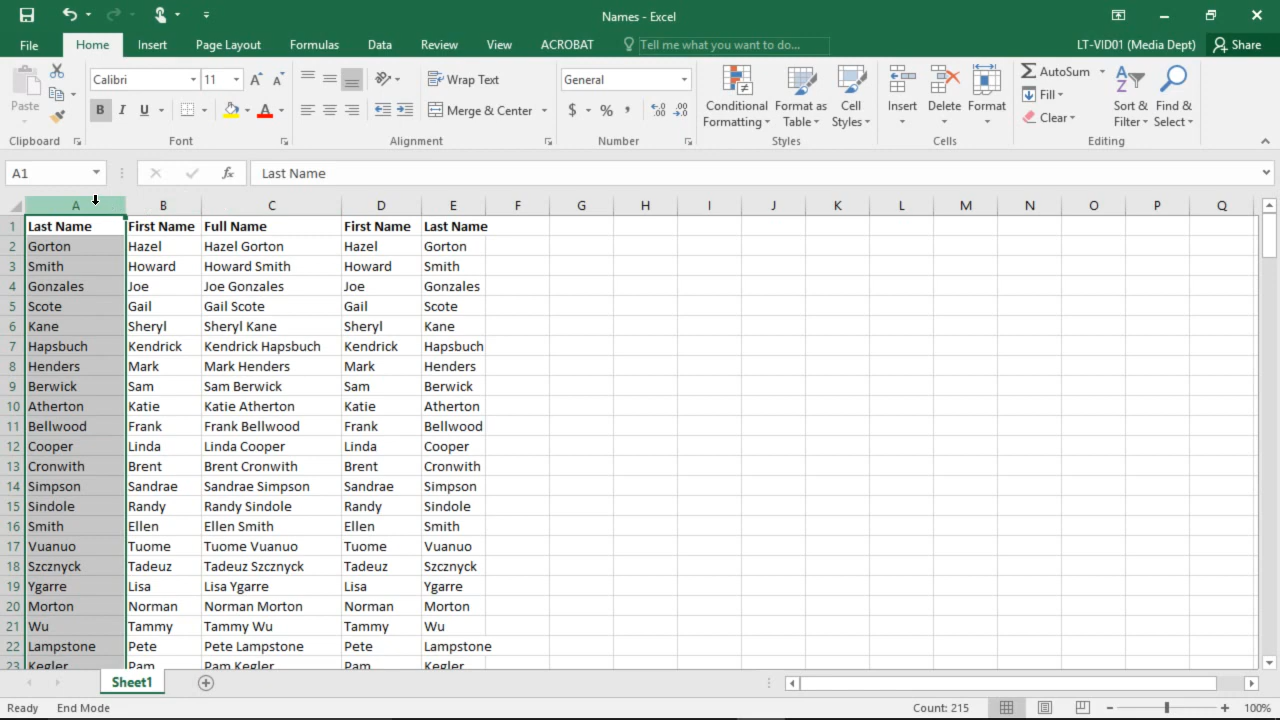 Names - Excel
File Home Insert Page Layout Formulas Data Review View ACROBAT Tell me what you want to do... LT-VID01 (Media Dept) Share
Paste Calibri 11 Wrap Text General Conditional Formatting Format as Table Cell Styles Insert Delete Format AutoSum Sort & Filter Find & Select
B I U A Merge & Center $ % , Fill
Clear
Clipboard Font Alignment Number Styles Cells Editing
A1 fx Last Name
A B C D E F G H I J K L M N O P Q
1 Last Name First Name Full Name First Name Last Name
2 Gorton Hazel Hazel Gorton Hazel Gorton
3 Smith Howard Howard Smith Howard Smith
4 Gonzales Joe Joe Gonzales Joe Gonzales
5 Scote Gail Gail Scote Gail Scote
6 Kane Sheryl Sheryl Kane Sheryl Kane
7 Hapsbuch Kendrick Kendrick Hapsbuch Kendrick Hapsbuch
8 Henders Mark Mark Henders Mark Henders
9 Berwick Sam Sam Berwick Sam Berwick
10 Atherton Katie Katie Atherton Katie Atherton
11 Bellwood Frank Frank Bellwood Frank Bellwood
12 Cooper Linda Linda Cooper Linda Cooper
13 Cronwith Brent Brent Cronwith Brent Cronwith
14 Simpson Sandrae Sandrae Simpson Sandrae Simpson
15 Sindole Randy Randy Sindole Randy Sindole
16 Smith Ellen Ellen Smith Ellen Smith
17 Vuanuo Tuome Tuome Vuanuo Tuome Vuanuo
18 Szcznyck Tadeuz Tadeuz Szcznyck Tadeuz Szcznyck
19 Ygarre Lisa Lisa Ygarre Lisa Ygarre
20 Morton Norman Norman Morton Norman Morton
21 Wu Tammy Tammy Wu Tammy Wu
22 Lampstone Pete Pete Lampstone Pete Lampstone
23 Kegler Pam Pam Kegler Pam Kegler
Sheet1
Ready End Mode Count: 215 100%